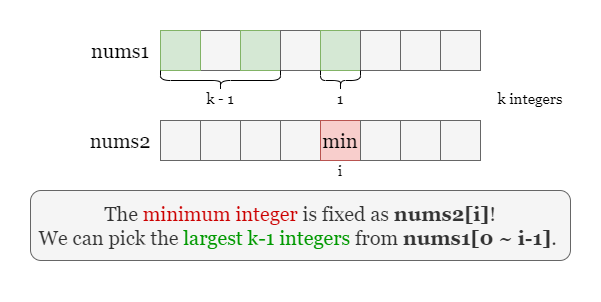 nums1
k - 1
1
k integers
nums2
min
i
The minimum integer is fixed as nums2[i]!
We can pick the largest k-1 integers from nums1[0 ~ i-1].